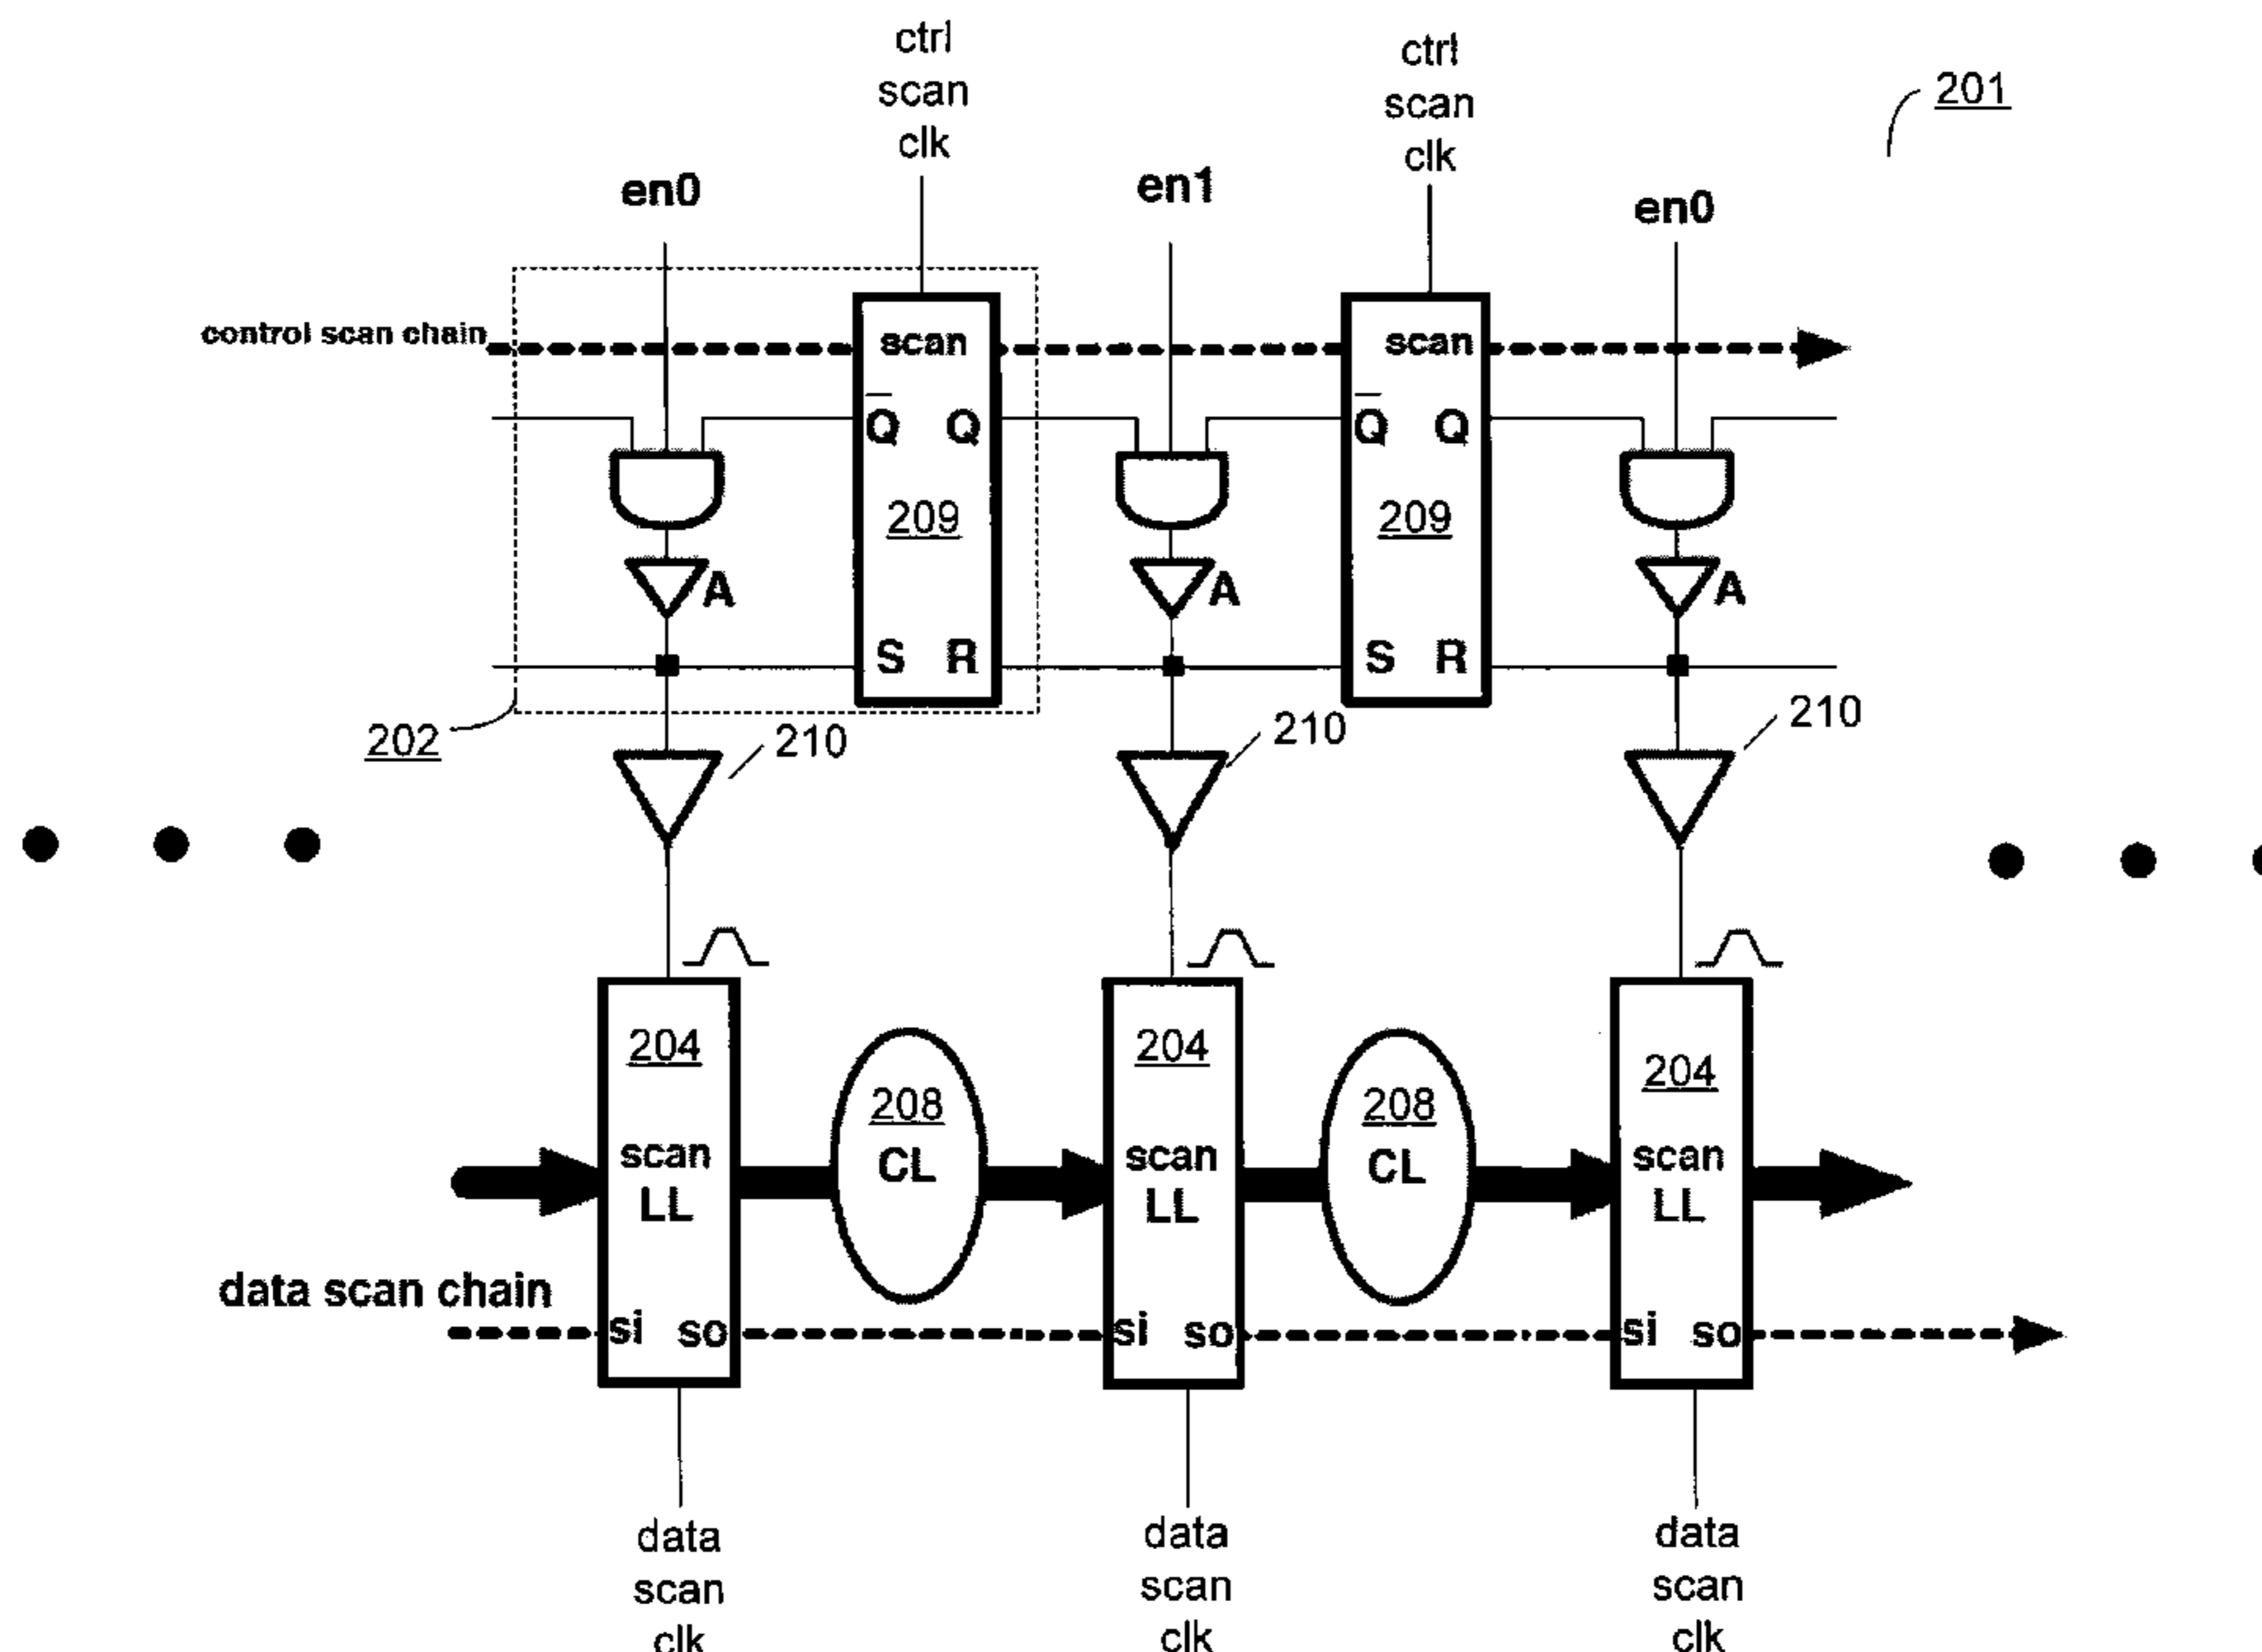 ctrl
scan
clk
ctrl
scan
clk
201
en0
en1
en0
control scan chain
scan
scan
Q Q
Q Q
209
209
A
A
A
S R
S R
202
210
210
210
204
204
204
208
CL
208
CL
scan
LL
scan
LL
scan
LL
data scan chain
si so
si so
si so
data
scan
clk
data
scan
clk
data
scan
clk